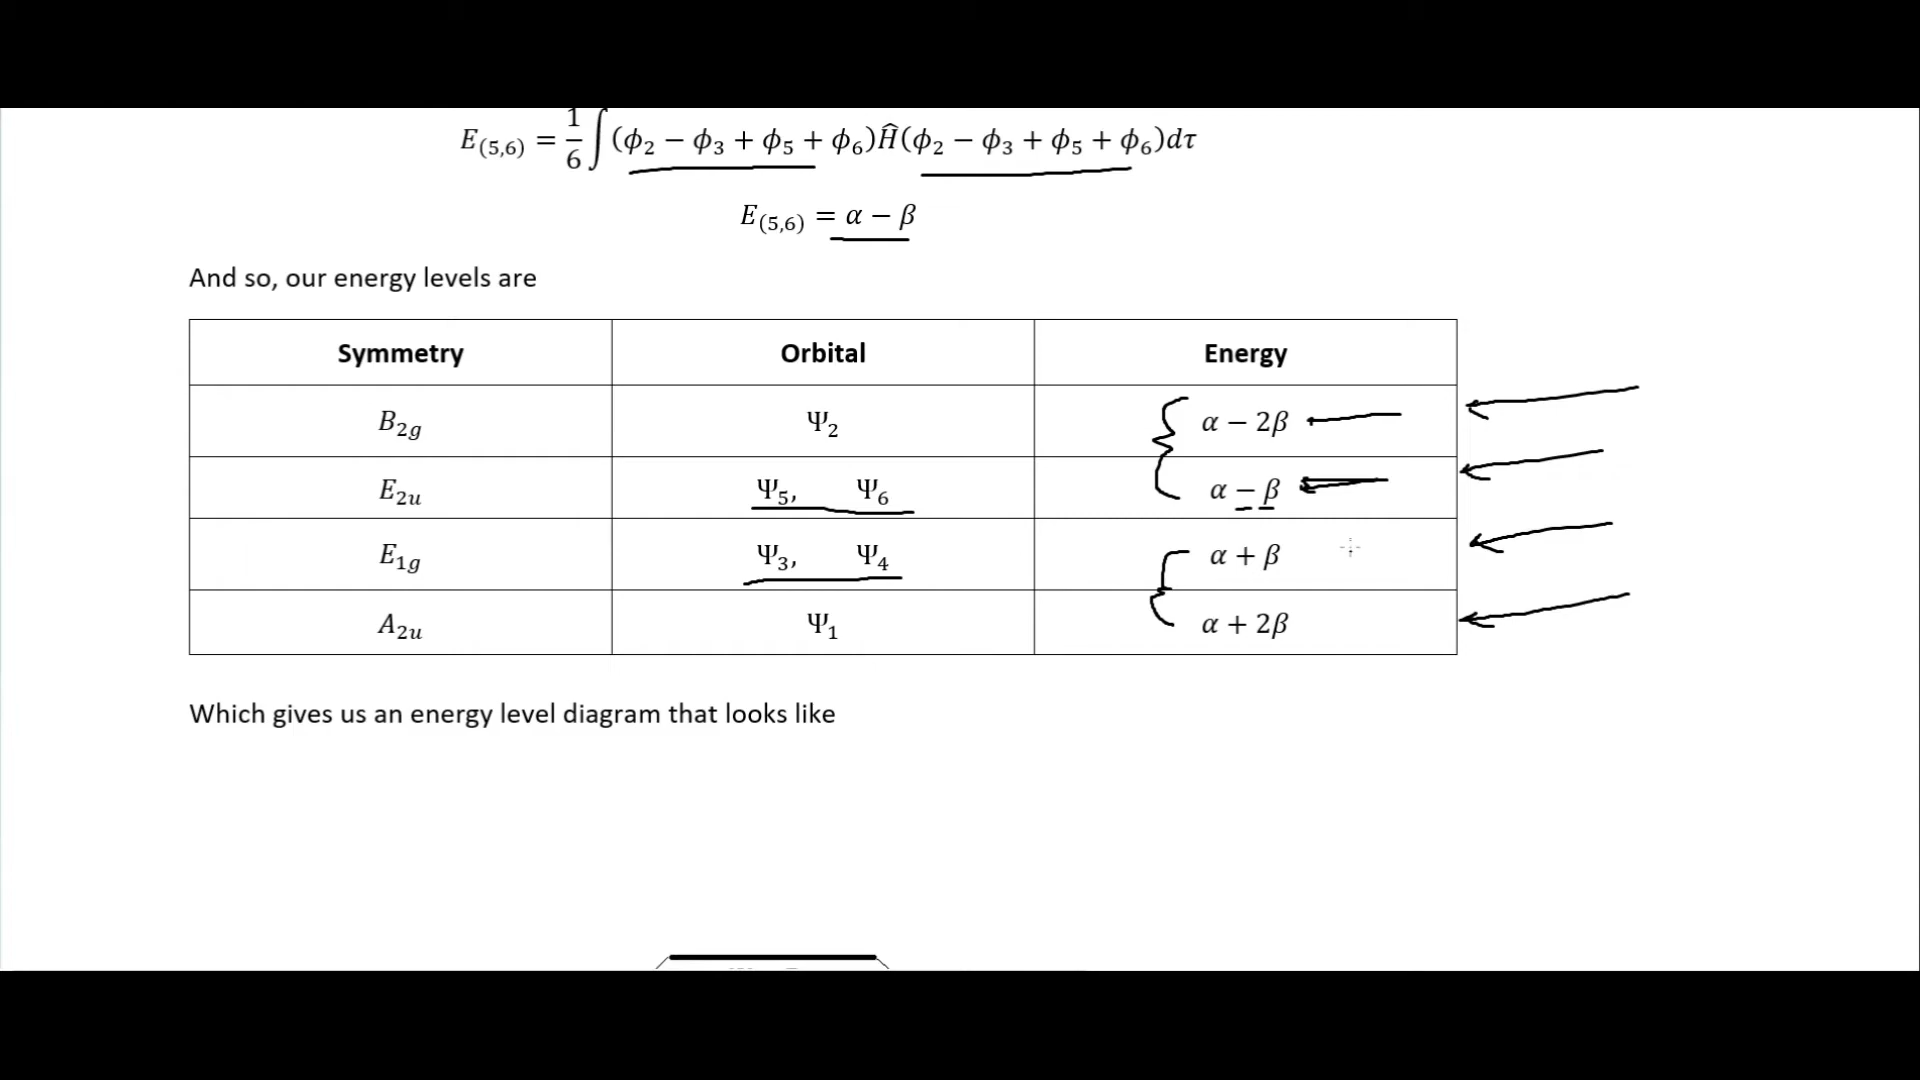 E₍₅,₆₎ = 1/6 ∫(ϕ₂ − ϕ₃ + ϕ₅ + ϕ₆)Ĥ(ϕ₂ − ϕ₃ + ϕ₅ + ϕ₆)dτ
E₍₅,₆₎ = α − β
And so, our energy levels are
Symmetry Orbital Energy
B₂g Ψ₂ α − 2β
E₂u Ψ₅, Ψ₆ α − β
E₁g Ψ₃, Ψ₄ α + β
A₂u Ψ₁ α + 2β
Which gives us an energy level diagram that looks like